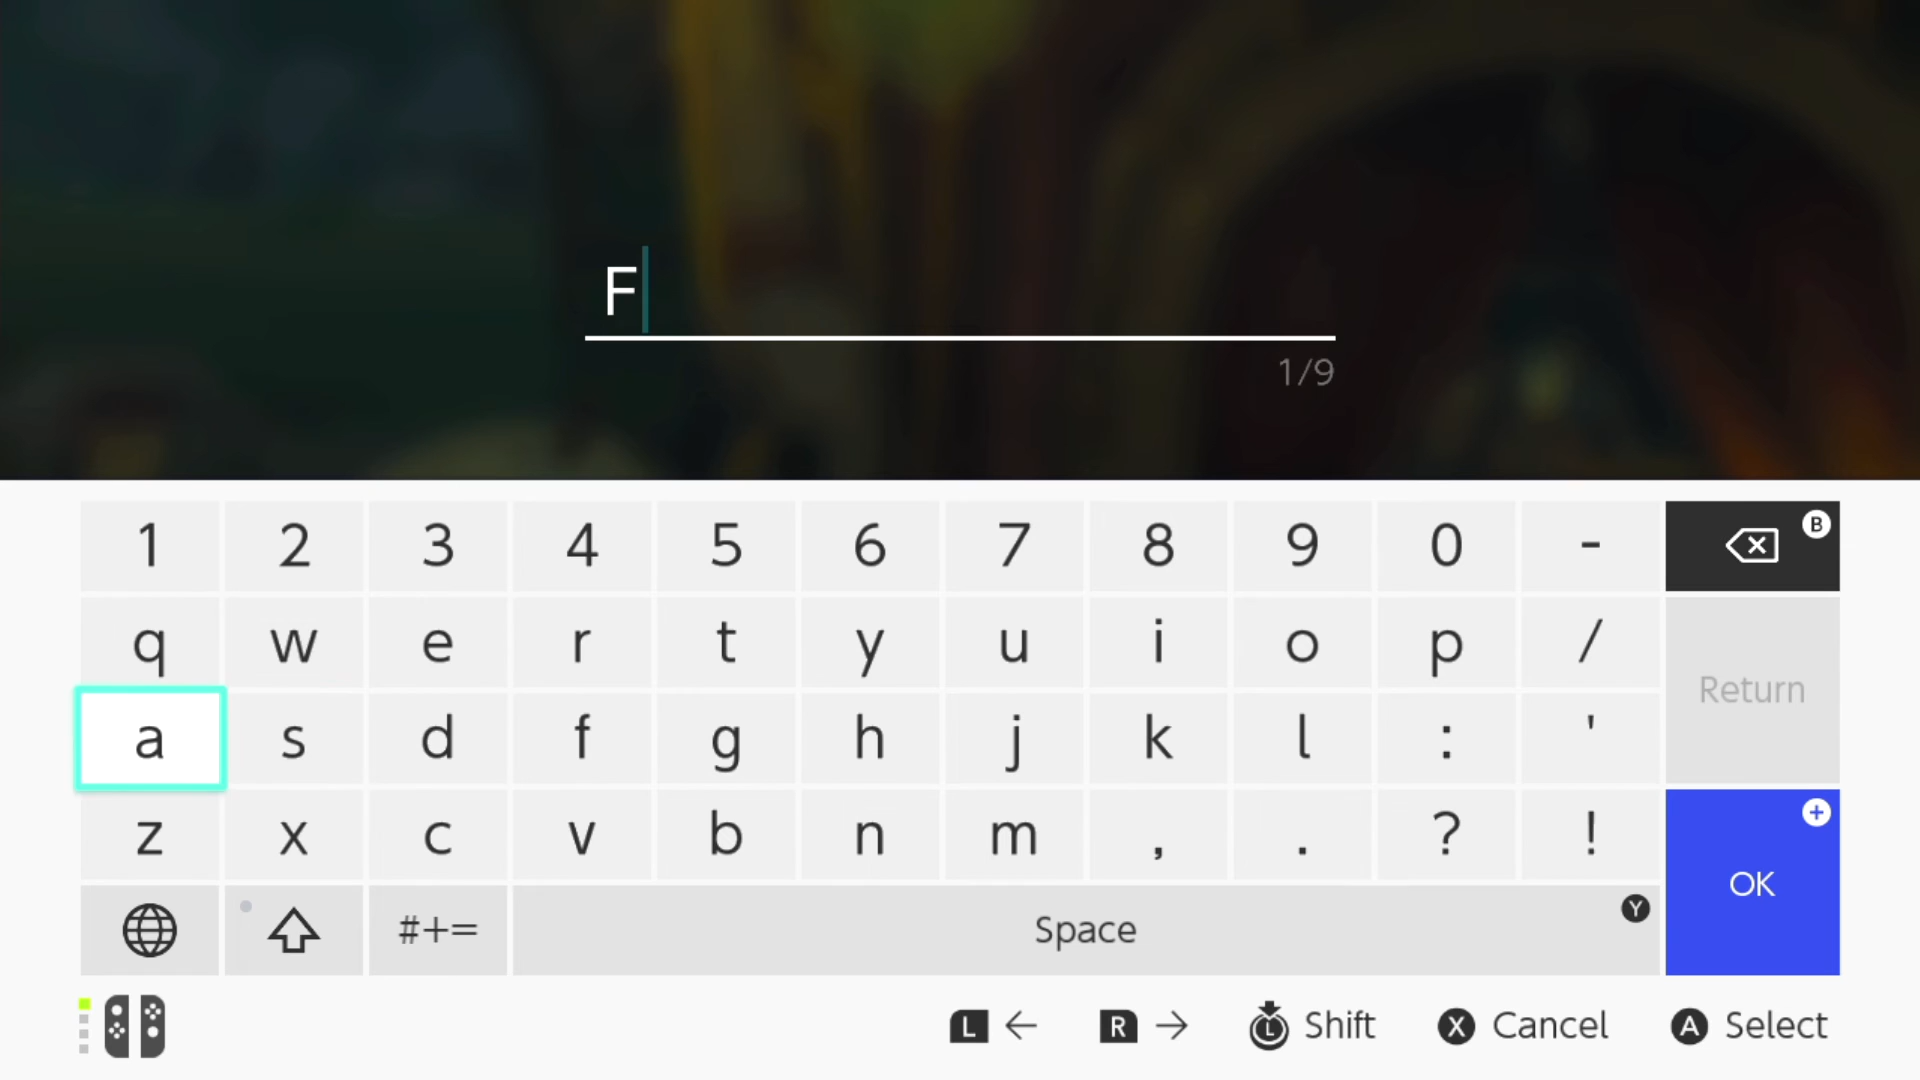 F
1/9
1 2 3 4 5 6 7 8 9 0 - B
q w e r t y u i o p / Return
a s d f g h j k l : '
z x c v b n m , . ? ! + OK
#+= Space Y
L ← R → L Shift X Cancel A Select